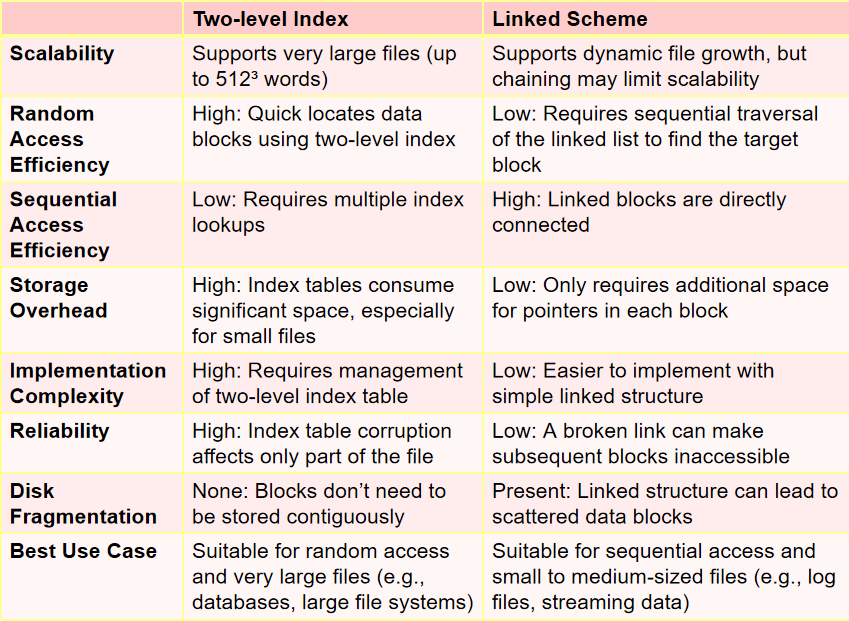 Two-level Index
Linked Scheme
Scalability
Supports very large files (up
to 512³ words)
Supports dynamic file growth, but
chaining may limit scalability
Random
Access
Efficiency
High: Quick locates data
blocks using two-level index
Low: Requires sequential traversal
of the linked list to find the target
block
Sequential
Access
Efficiency
Low: Requires multiple index
lookups
High: Linked blocks are directly
connected
Storage
Overhead
High: Index tables consume
significant space, especially
for small files
Low: Only requires additional space
for pointers in each block
Implementation
Complexity
High: Requires management
of two-level index table
Low: Easier to implement with
simple linked structure
Reliability
High: Index table corruption
affects only part of the file
Low: A broken link can make
subsequent blocks inaccessible
Disk
Fragmentation
None: Blocks don’t need to
be stored contiguously
Present: Linked structure can lead to
scattered data blocks
Best Use Case
Suitable for random access
and very large files (e.g.,
databases, large file systems)
Suitable for sequential access and
small to medium-sized files (e.g., log
files, streaming data)